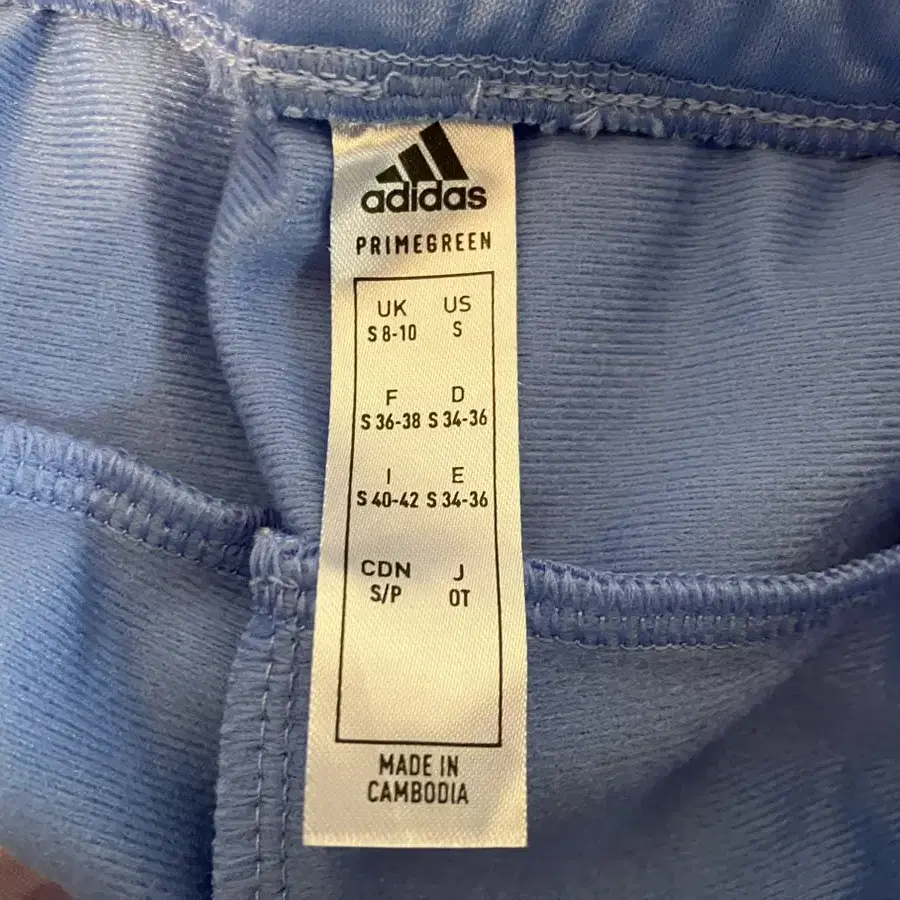 adidas
PRIMEGREEN
UK US
S 8-10 S
F D
S 36-38 S 34-36
I E
S 40-42 S 34-36
CDN J
S/P OT
MADE IN
CAMBODIA